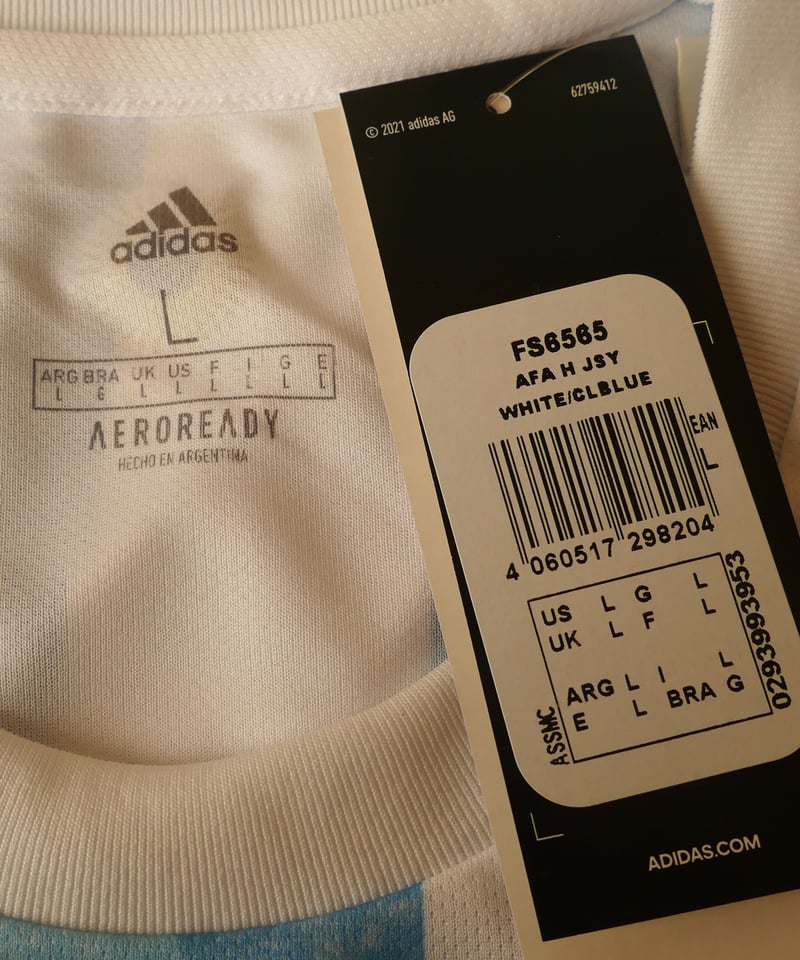 adidas
L
ARG BRA UK US F I G E
L G L L L L L L
AEROREADY
HECHO EN ARGENTINA
© 2021 adidas AG
62759412
FS6565
AFA H JSY
WHITE/CLBLUE
EAN
L
4 060517 298204
US L G L
UK L F L
ARG L I L
E L BRA G
ASSMC
0293993953
ADIDAS.COM